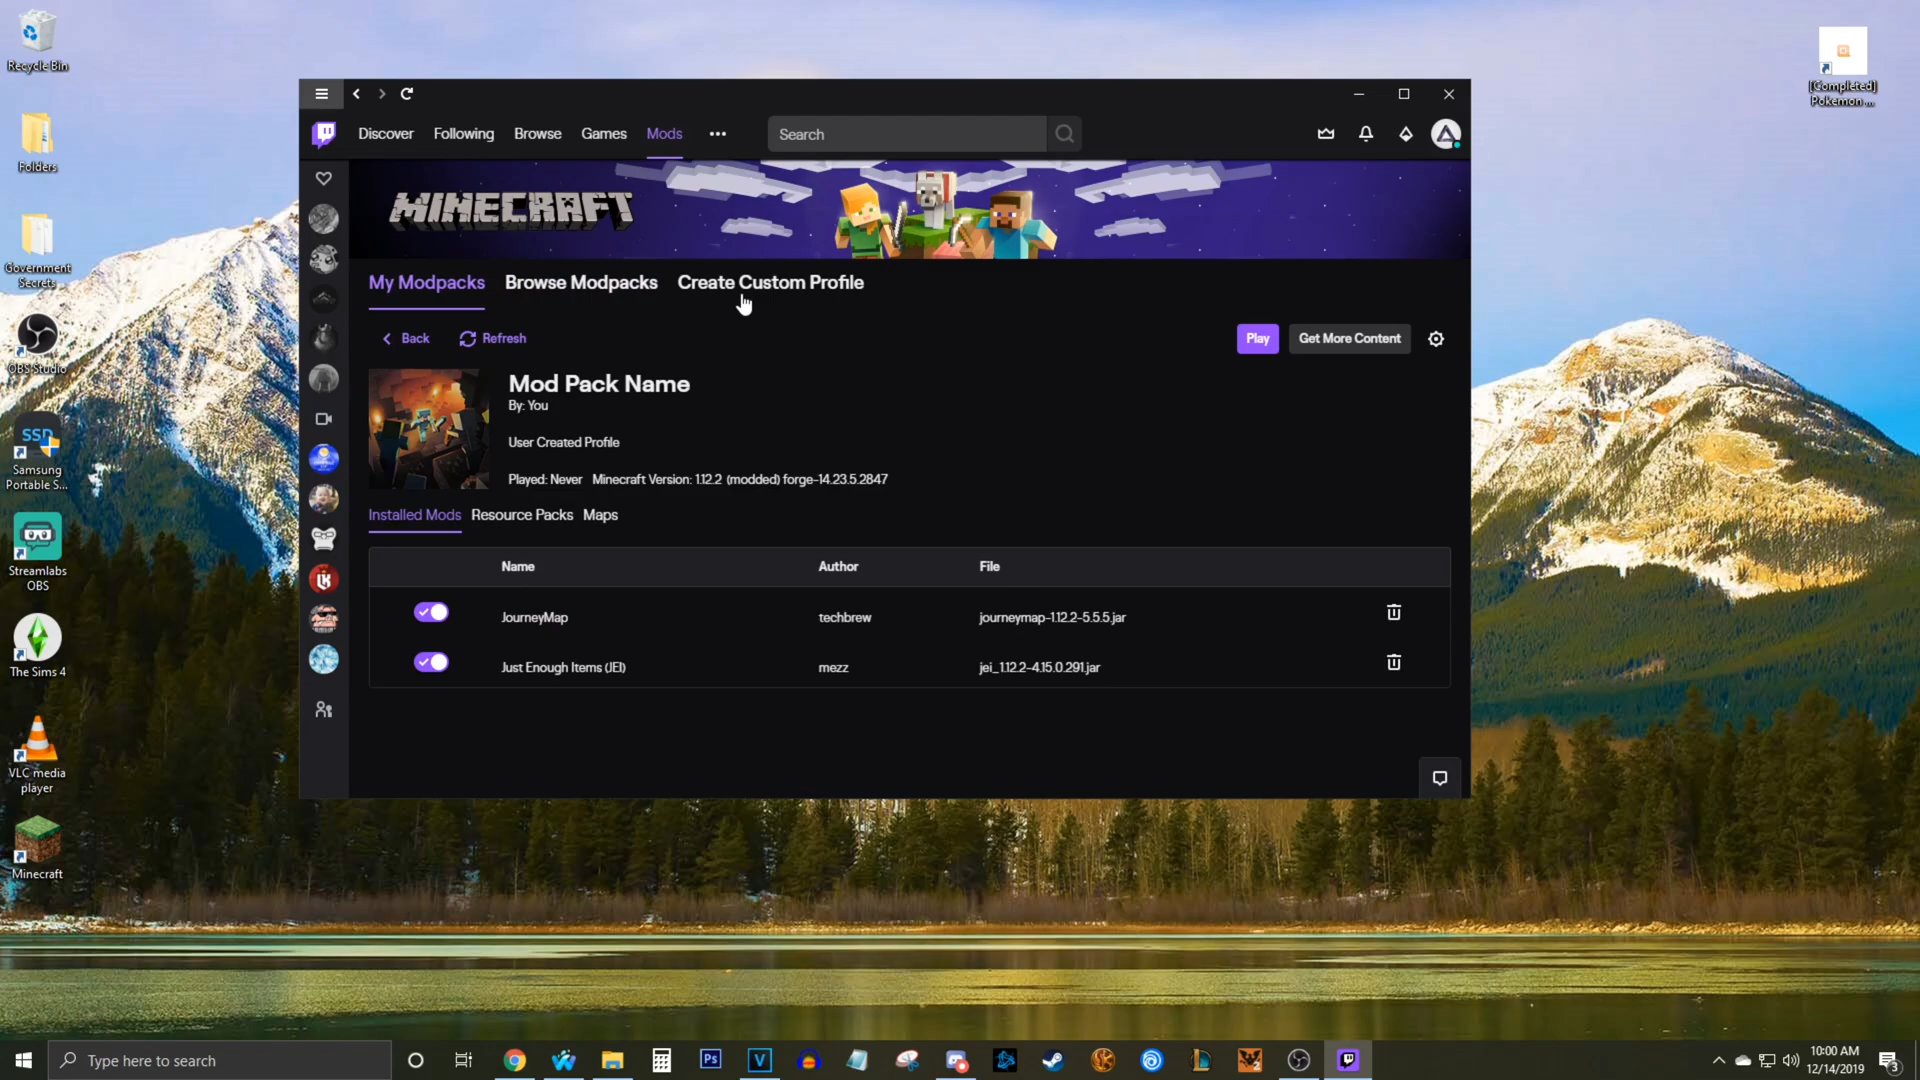 Recycle Bin
Folders
Government
Secrets
OBS Studio
SSD
Samsung
Portable S...
Streamlabs
OBS
The Sims 4
VLC media
player
Minecraft
[Completed]
Pokemon ...
Discover
Following
Browse
Games
Mods
Search
MINECRAFT
My Modpacks
Browse Modpacks
Create Custom Profile
Back
Refresh
Play
Get More Content
Mod Pack Name
By: You
User Created Profile
Played: Never
Minecraft Version: 1.12.2 (modded) forge-14.23.5.2847
Installed Mods
Resource Packs
Maps
Name
Author
File
JourneyMap
techbrew
journeymap-1.12.2-5.5.5.jar
Just Enough Items (JEI)
mezz
jei_1.12.2-4.15.0.291.jar
Type here to search
Ps
V
2
10:00 AM
12/14/2019
3